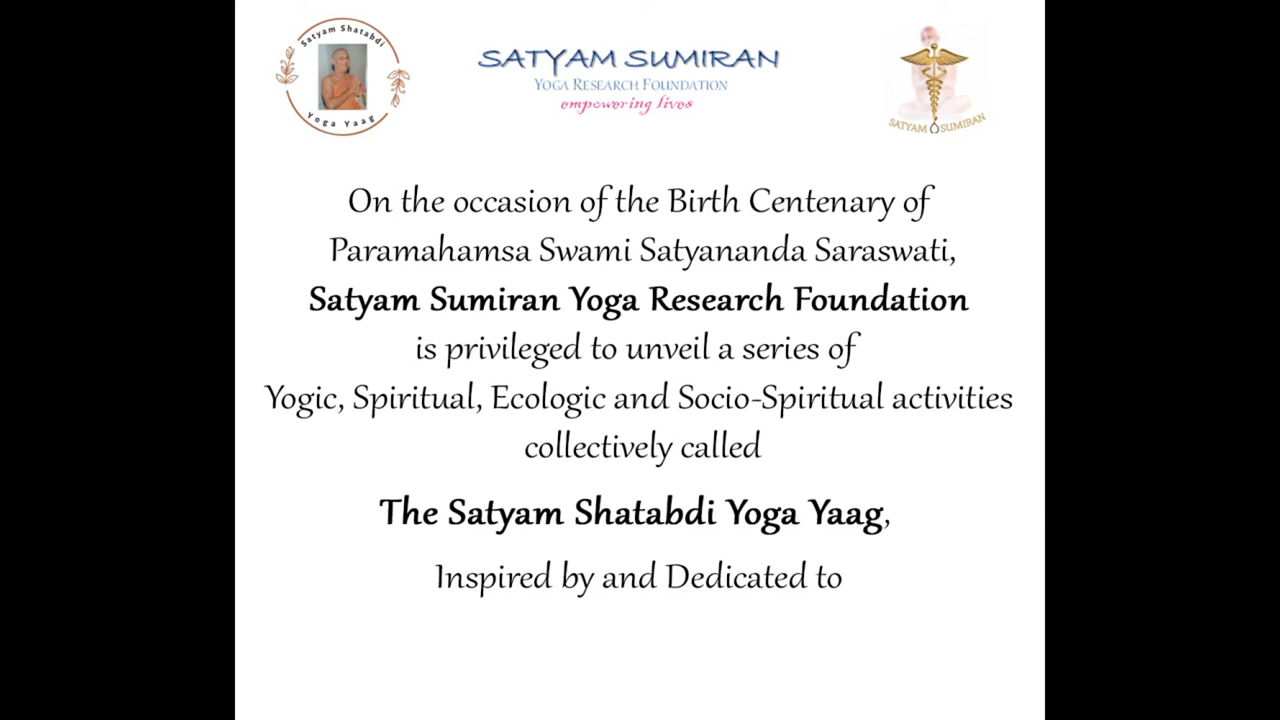 Satyam Shatabdi
Yoga Yaag
SATYAM SUMIRAN
YOGA RESEARCH FOUNDATION
empowering lives
SATYAM SUMIRAN
On the occasion of the Birth Centenary of
Paramahamsa Swami Satyananda Saraswati,
Satyam Sumiran Yoga Research Foundation
is privileged to unveil a series of
Yogic, Spiritual, Ecologic and Socio-Spiritual activities
collectively called
The Satyam Shatabdi Yoga Yaag,
Inspired by and Dedicated to